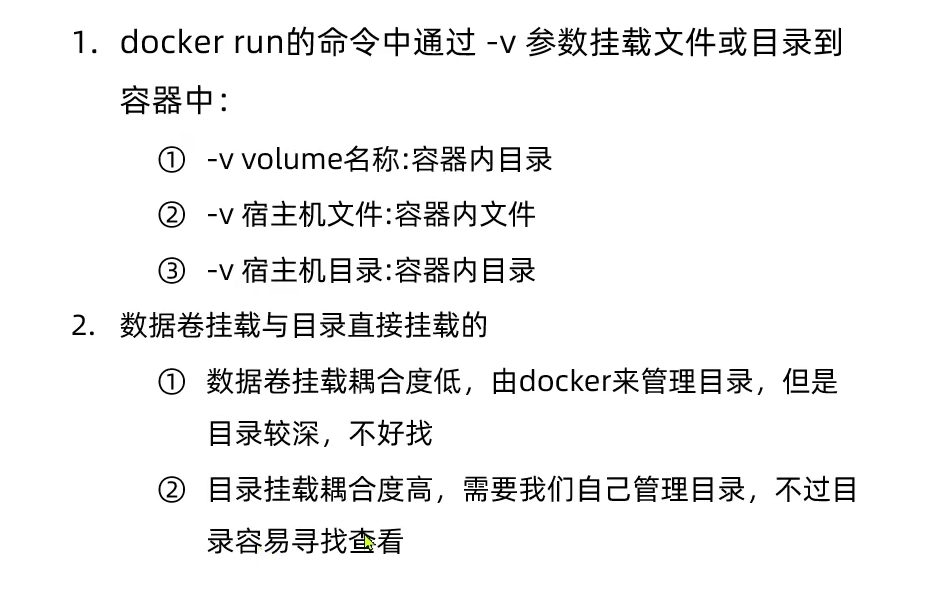 1. docker run的命令中通过 -v 参数挂载文件或目录到
容器中：
① -v volume名称:容器内目录
② -v 宿主机文件:容器内文件
③ -v 宿主机目录:容器内目录
2. 数据卷挂载与目录直接挂载的
① 数据卷挂载耦合度低，由docker来管理目录，但是
目录较深，不好找
② 目录挂载耦合度高，需要我们自己管理目录，不过目
录容易寻找查看